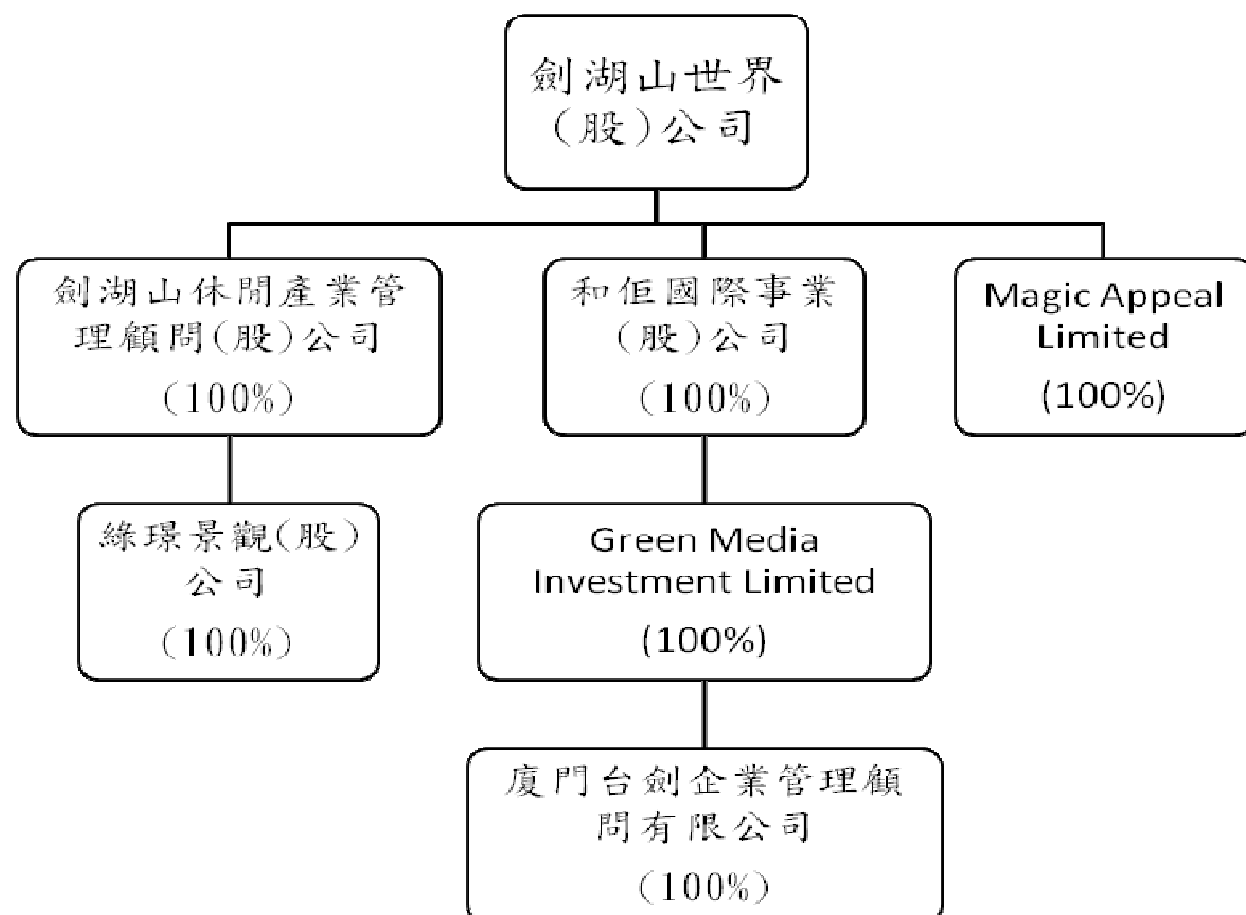 劍湖山世界
(股)公司
劍湖山休閒產業管
理顧問(股)公司
(100%)
和佢國際事業
(股)公司
(100%)
Magic Appeal
Limited
(100%)
綠璟景觀(股)
公司
(100%)
Green Media
Investment Limited
(100%)
廈門台劍企業管理顧
問有限公司
(100%)